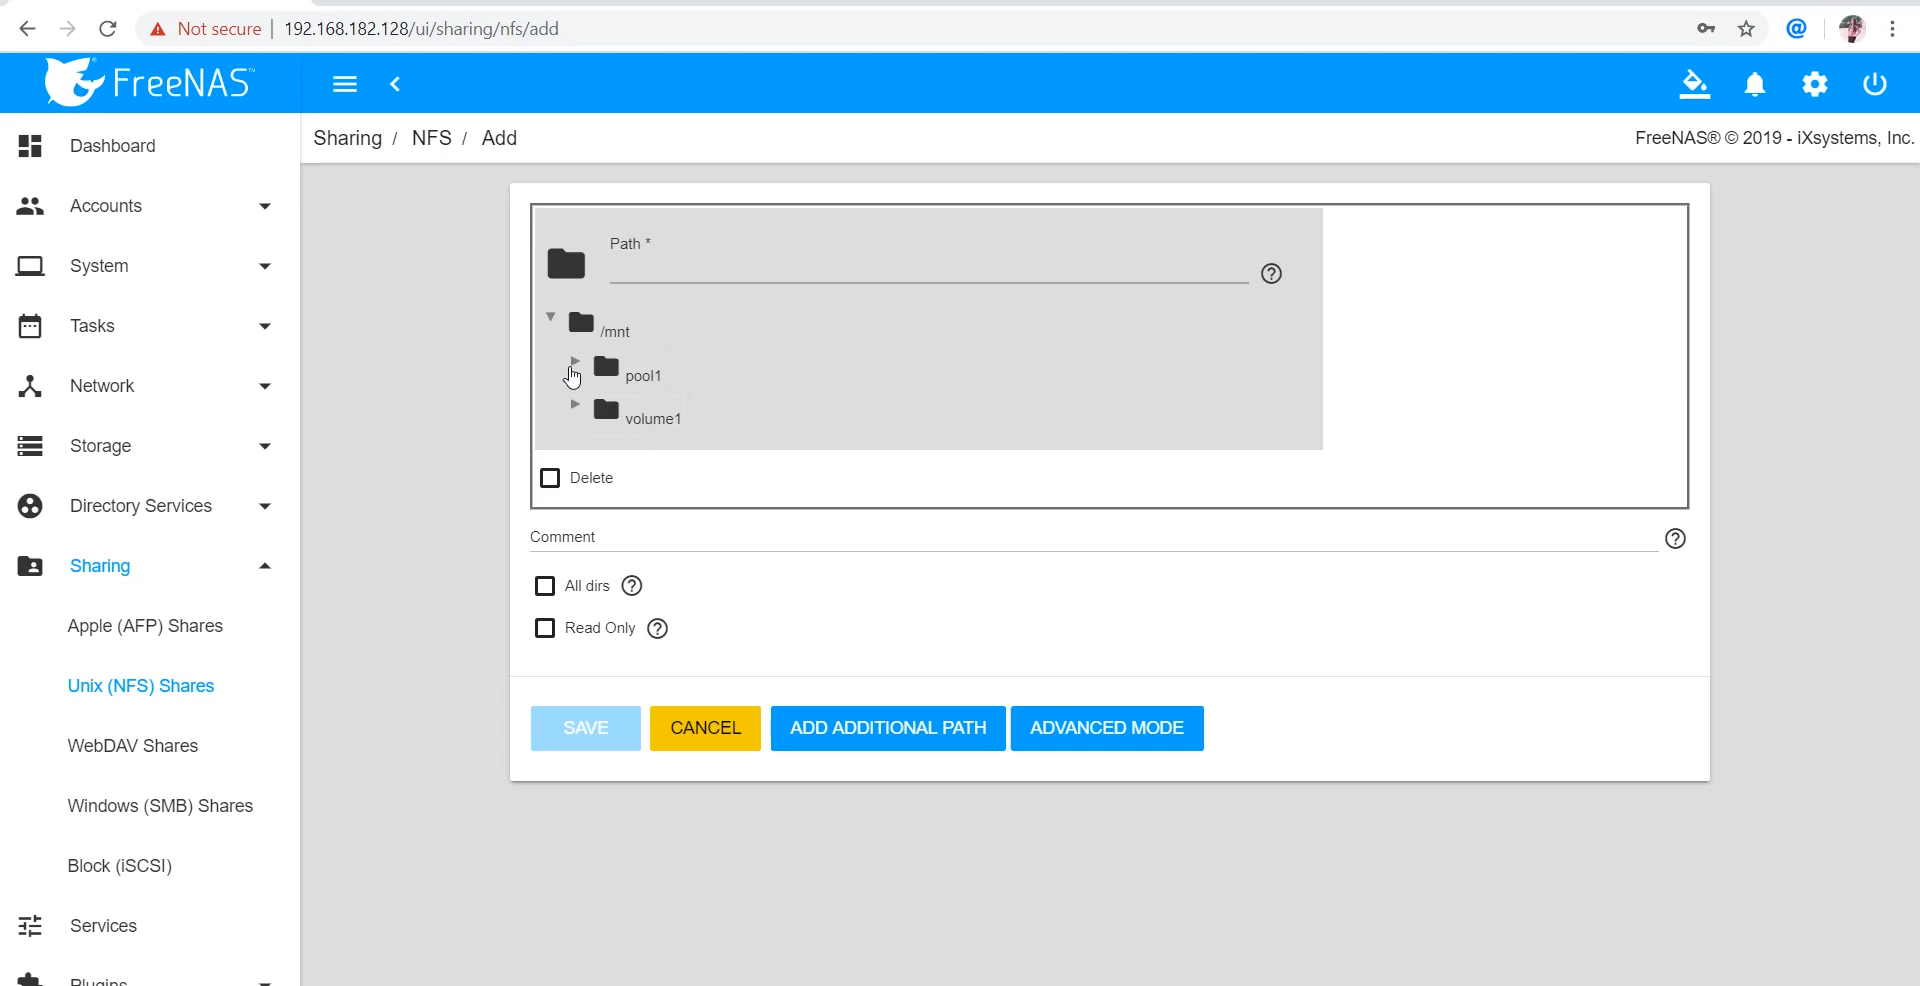 Not secure | 192.168.182.128/ui/sharing/nfs/add
FreeNAS™
Sharing / NFS / Add
FreeNAS® © 2019 - iXsystems, Inc.
Dashboard
Accounts
System
Tasks
Network
Storage
Directory Services
Sharing
Apple (AFP) Shares
Unix (NFS) Shares
WebDAV Shares
Windows (SMB) Shares
Block (iSCSI)
Services
Plugins
Path *
/mnt
pool1
volume1
Delete
Comment
All dirs
Read Only
SAVE CANCEL ADD ADDITIONAL PATH ADVANCED MODE